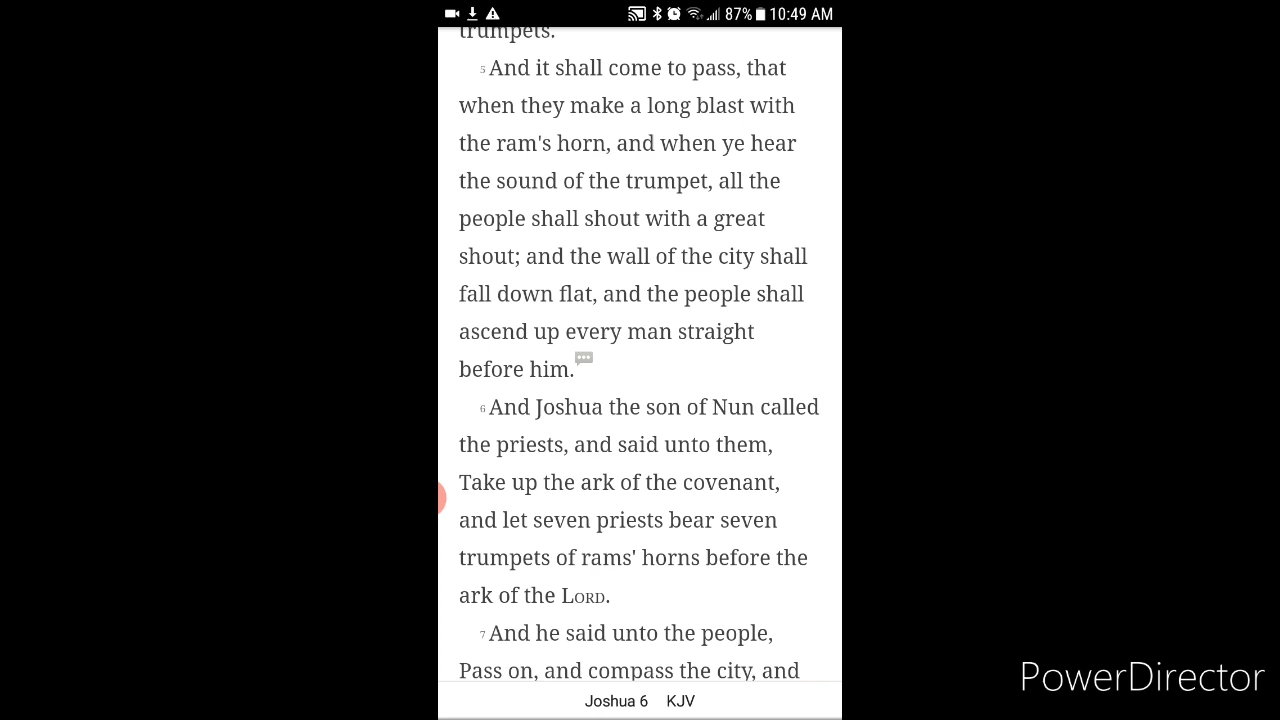 87% 10:49 AM
trumpets.
5 And it shall come to pass, that
when they make a long blast with
the ram's horn, and when ye hear
the sound of the trumpet, all the
people shall shout with a great
shout; and the wall of the city shall
fall down flat, and the people shall
ascend up every man straight
before him.
6 And Joshua the son of Nun called
the priests, and said unto them,
Take up the ark of the covenant,
and let seven priests bear seven
trumpets of rams' horns before the
ark of the LORD.
7 And he said unto the people,
Pass on, and compass the city, and
Joshua 6 KJV
PowerDirector